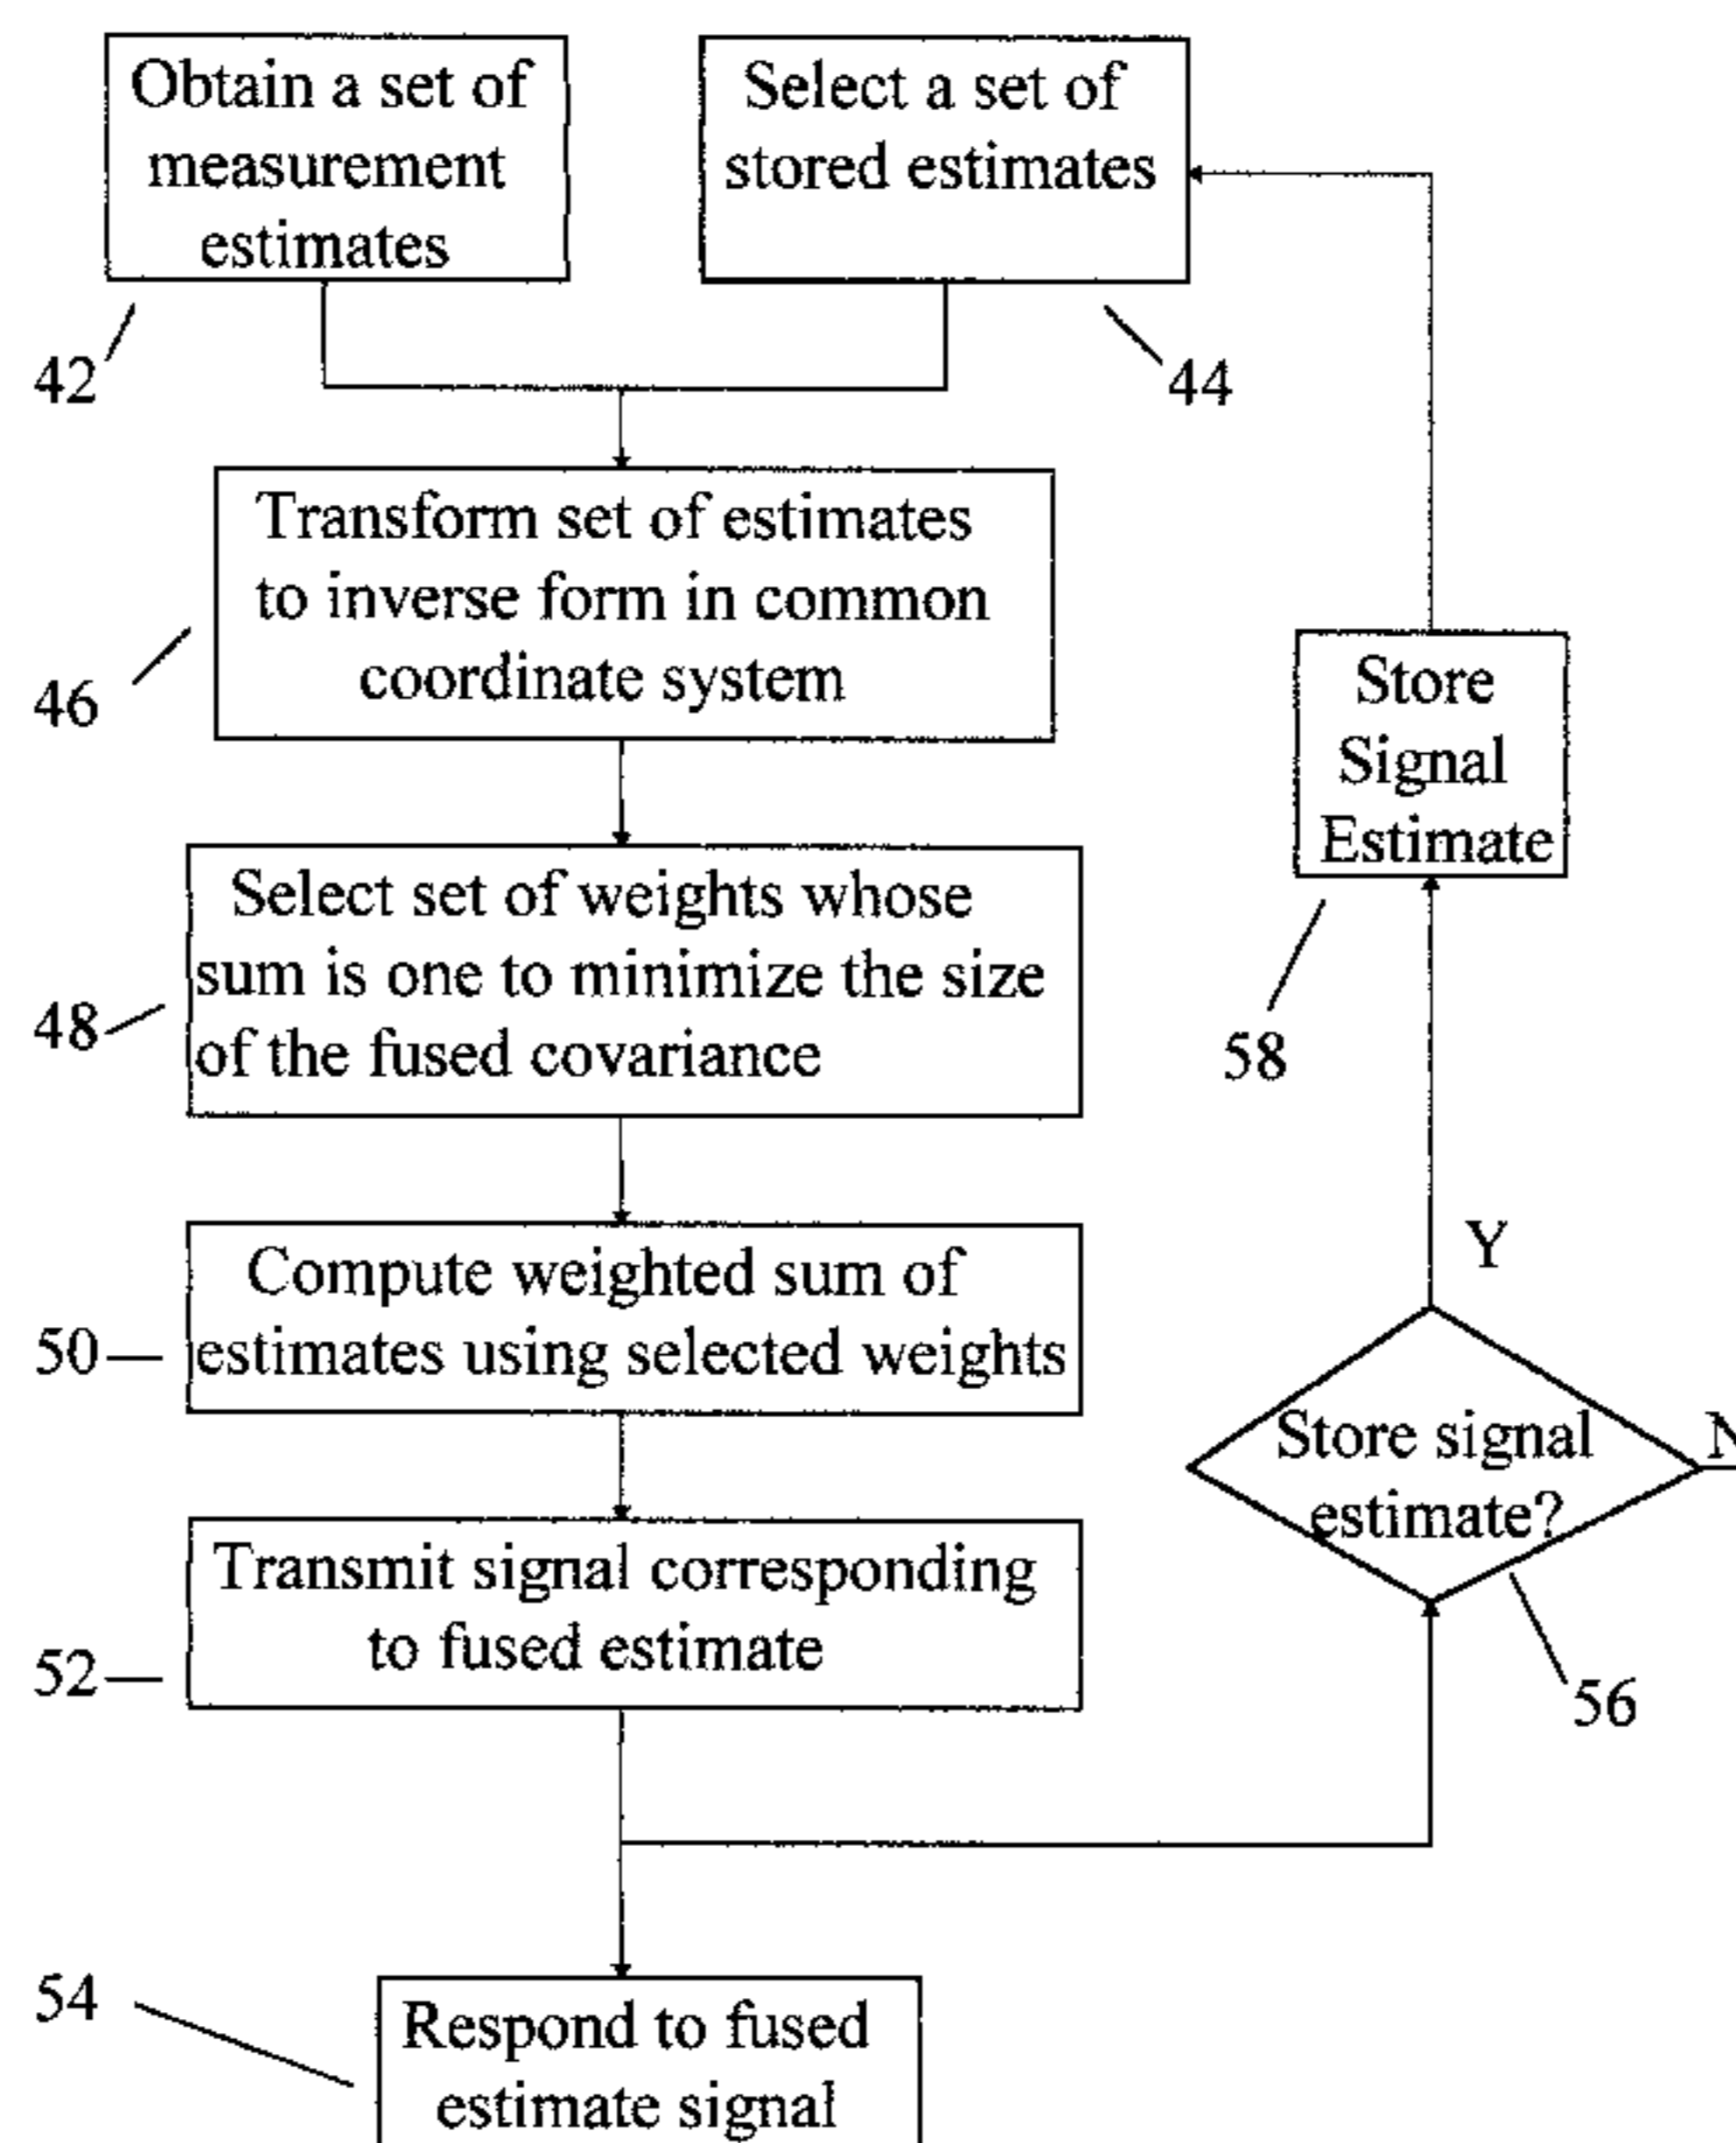 Obtain a set of
measurement
estimates
Select a set of
stored estimates
42
44
Transform set of estimates
to inverse form in common
coordinate system
46
Store
Signal
Estimate
58
Select set of weights whose
sum is one to minimize the size
of the fused covariance
48
Y
Compute weighted sum of
estimates using selected weights
50
Store signal
estimate?
N
56
Transmit signal corresponding
to fused estimate
52
54
Respond to fused
estimate signal